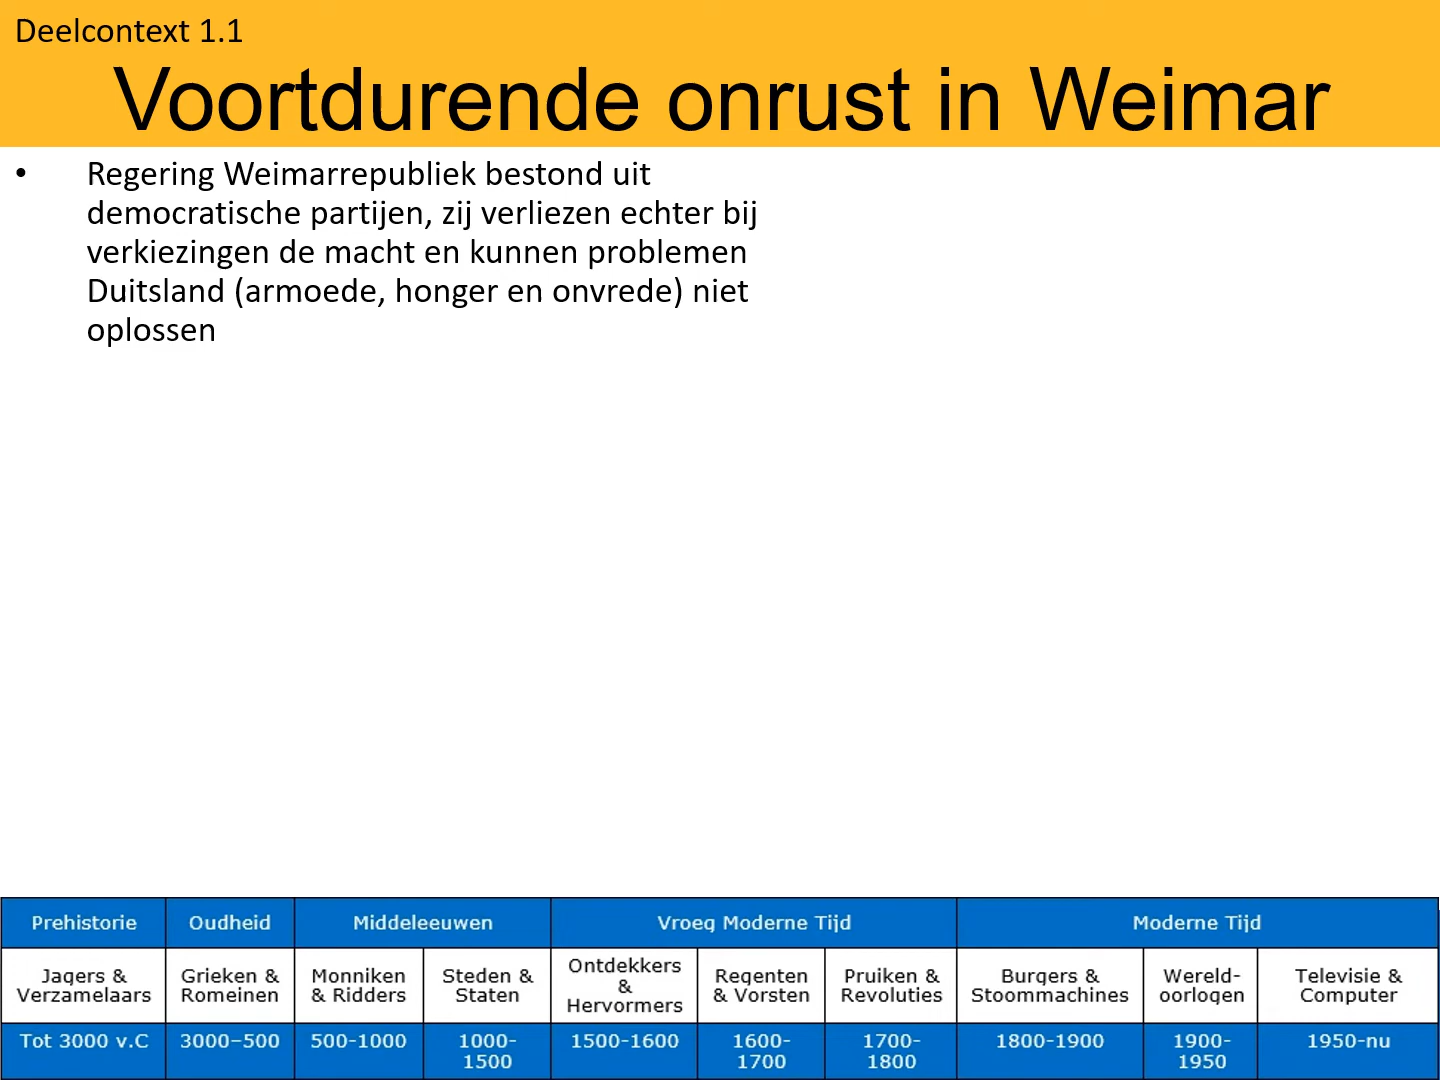 Deelcontext 1.1
Voortdurende onrust in Weimar
• Regering Weimarrepubliek bestond uit
democratische partijen, zij verliezen echter bij
verkiezingen de macht en kunnen problemen
Duitsland (armoede, honger en onvrede) niet
oplossen
Prehistorie
Oudheid
Middeleeuwen
Vroeg Moderne Tijd
Moderne Tijd
Jagers &
Verzamelaars
Grieken &
Romeinen
Monniken
& Ridders
Steden &
Staten
Ontdekkers
&
Hervormers
Regenten
& Vorsten
Pruiken &
Revoluties
Burgers &
Stoommachines
Wereld-
oorlogen
Televisie &
Computer
Tot 3000 v.C
3000–500
500-1000
1000-
1500
1500-1600
1600-
1700
1700-
1800
1800-1900
1900-
1950
1950-nu